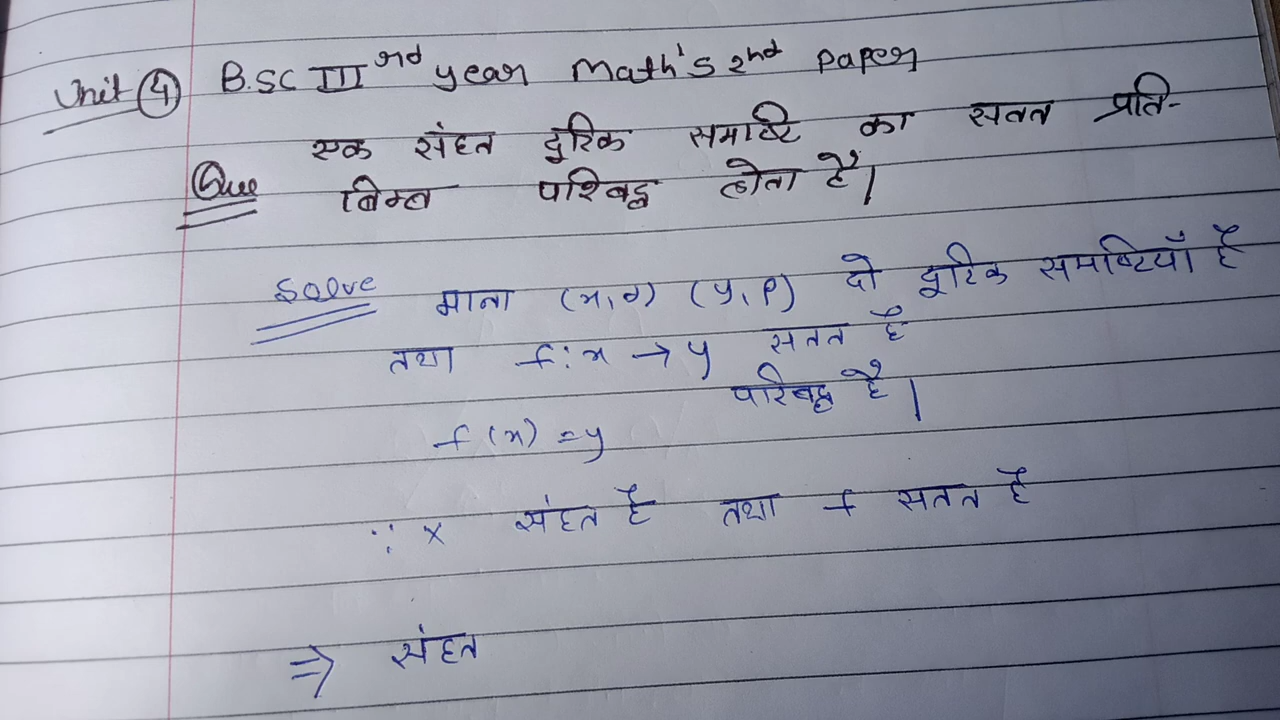 Unit ④ B.SC III rd year Math's 2nd Paper
एक संहत दूरिक समष्टि का सतत प्रति-
Que बिम्ब परिबद्ध होता है।
Solve माना (x, d) (y, ρ) दो दूरिक समष्टियाँ है
तथा f: x → y सतत है
परिबद्ध है।
f(x) = y
∵ x संहत है तथा f सतत है
⇒ संहत